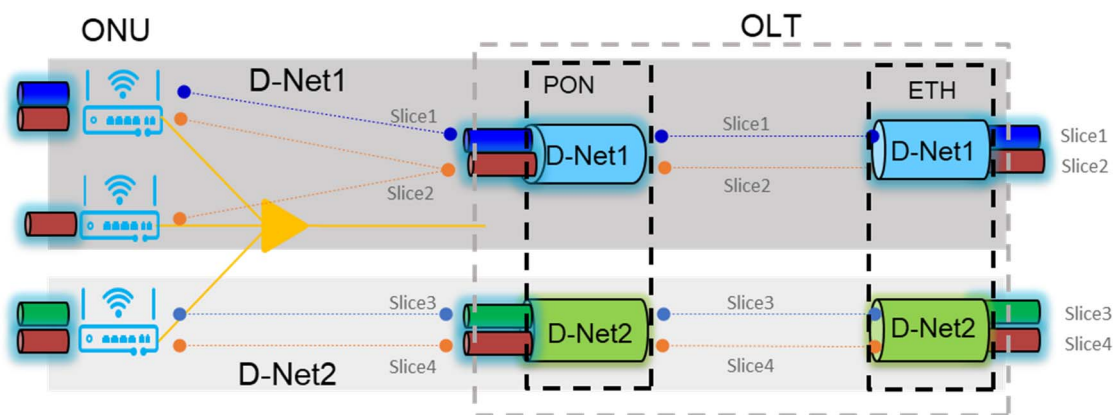 ONU
OLT
D-Net1
PON
ETH
Slice1
Slice1
Slice1
D-Net1
D-Net1
Slice2
Slice2
Slice2
Slice3
Slice3
Slice3
D-Net2
D-Net2
Slice4
Slice4
Slice4
D-Net2